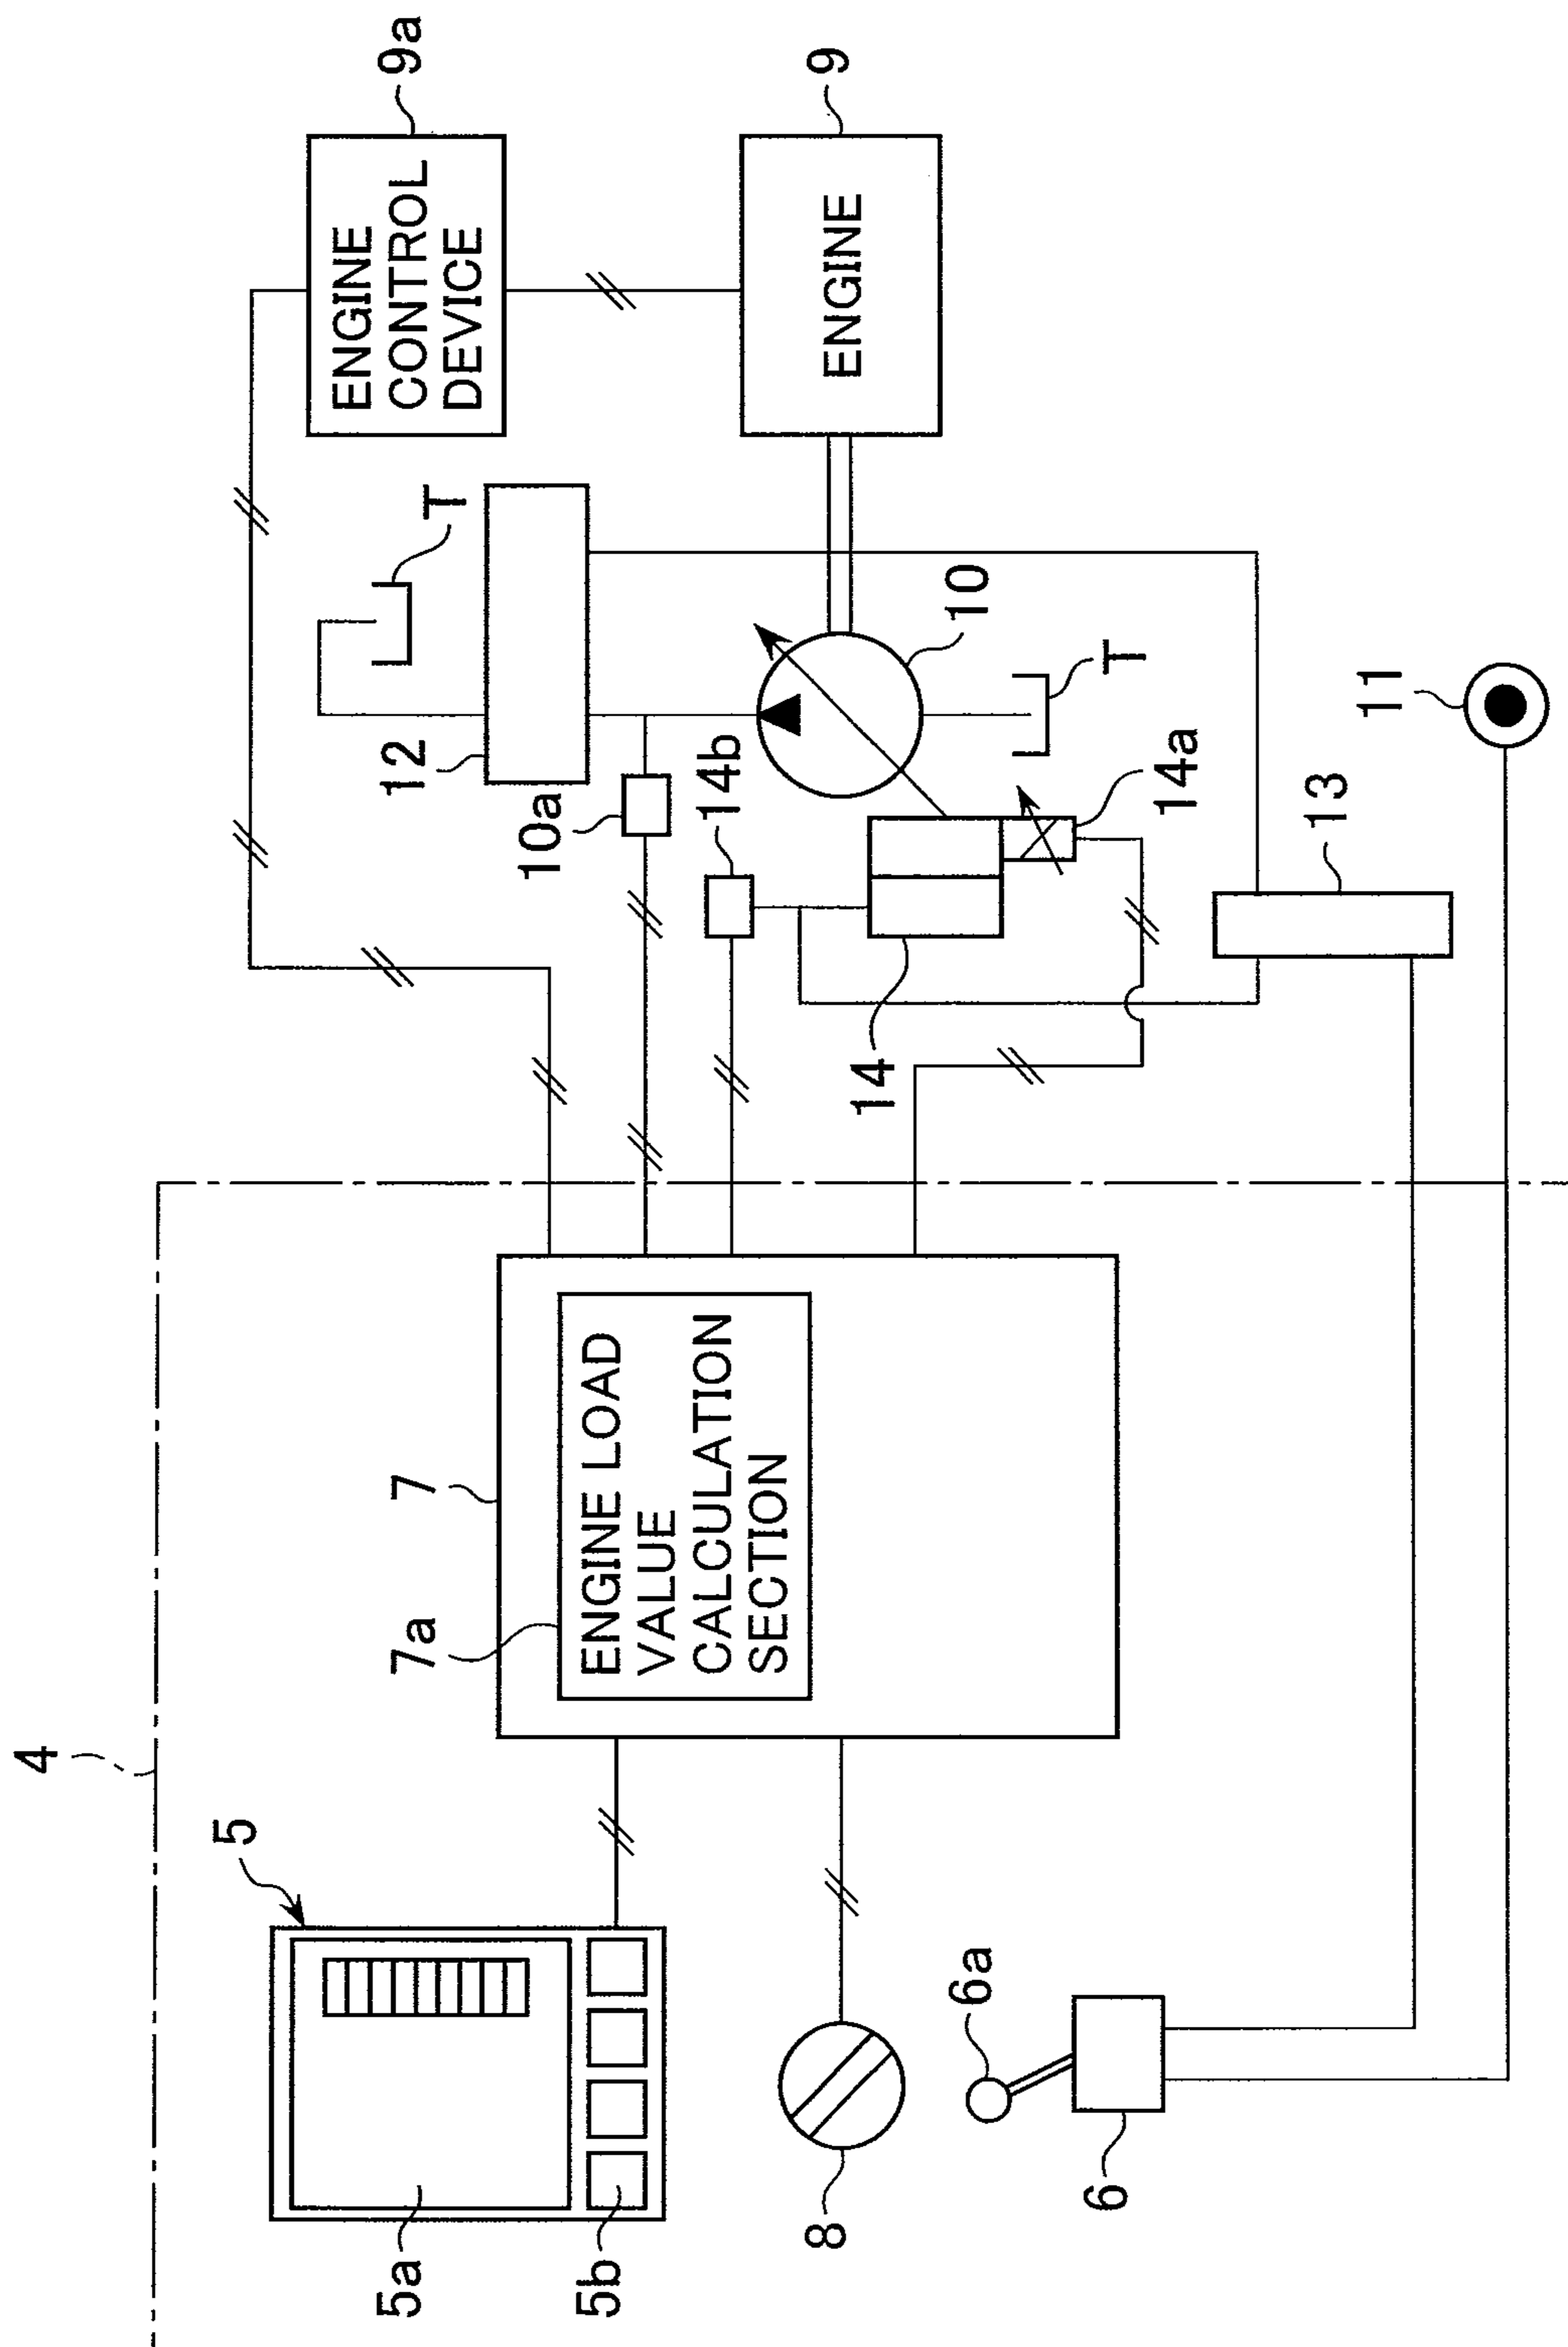 4
5
5a
5b
7
7a
ENGINE LOAD
VALUE
CALCULATION
SECTION
8
6a
6
9a
ENGINE
CONTROL
DEVICE
T
12
10a
14b
9
ENGINE
10
T
14a
14
13
11